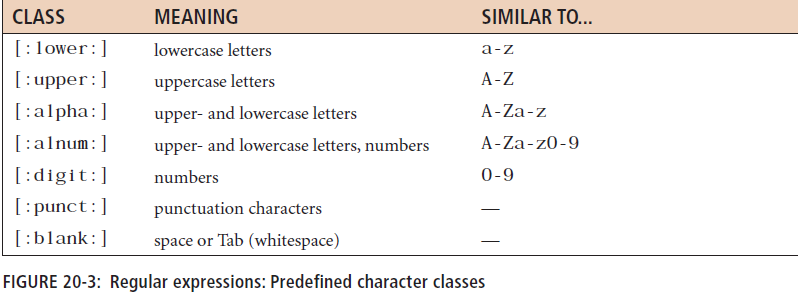 CLASS MEANING SIMILAR TO...
[:lower:] lowercase letters a-z
[:upper:] uppercase letters A-Z
[:alpha:] upper- and lowercase letters A-Za-z
[:alnum:] upper- and lowercase letters, numbers A-Za-z0-9
[:digit:] numbers 0-9
[:punct:] punctuation characters —
[:blank:] space or Tab (whitespace) —
FIGURE 20-3: Regular expressions: Predefined character classes